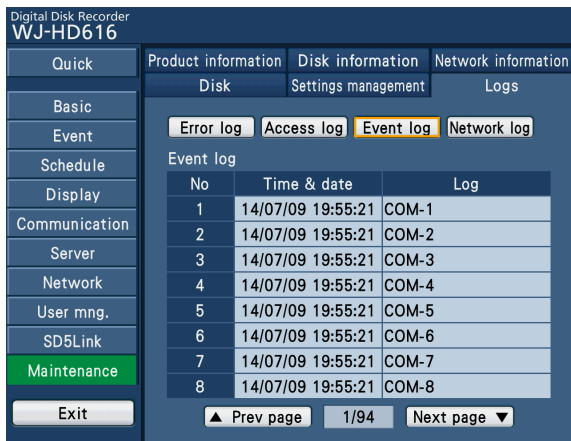 Digital Disk Recorder
WJ-HD616
Quick
Basic
Event
Schedule
Display
Communication
Server
Network
User mng.
SD5Link
Maintenance
Exit
Product information Disk information Network information
Disk Settings management Logs
Error log Access log Event log Network log
Event log
No Time & date Log
1 14/07/09 19:55:21 COM-1
2 14/07/09 19:55:21 COM-2
3 14/07/09 19:55:21 COM-3
4 14/07/09 19:55:21 COM-4
5 14/07/09 19:55:21 COM-5
6 14/07/09 19:55:21 COM-6
7 14/07/09 19:55:21 COM-7
8 14/07/09 19:55:21 COM-8
▲ Prev page 1/94 Next page ▼